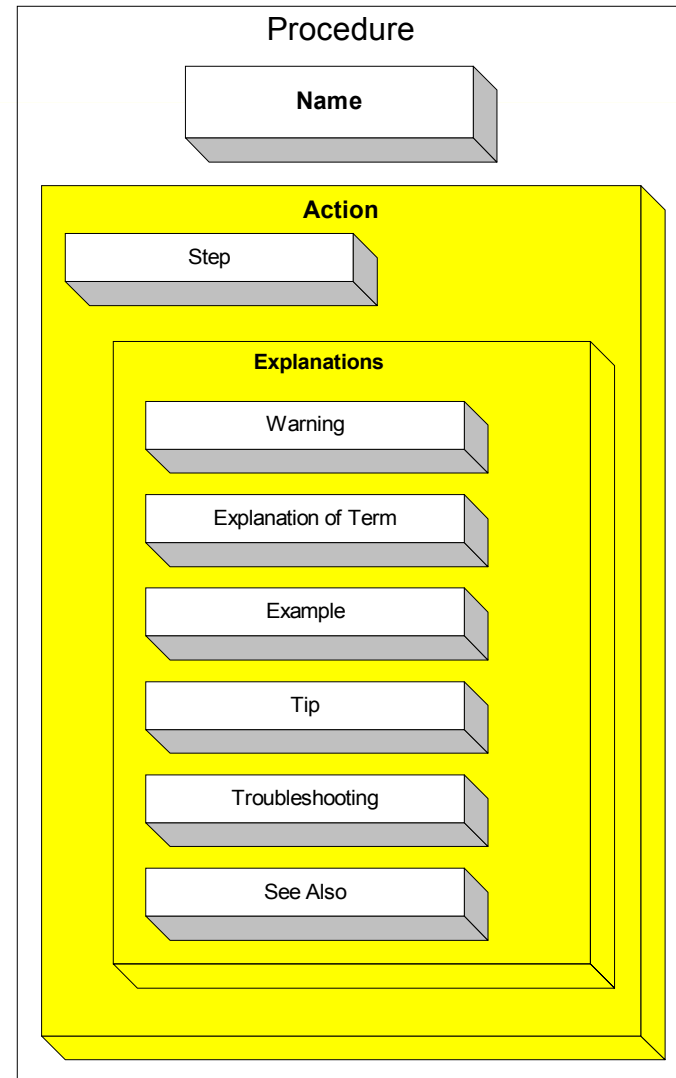 Procedure
Name
Action
Step
Explanations
Warning
Explanation of Term
Example
Tip
Troubleshooting
See Also